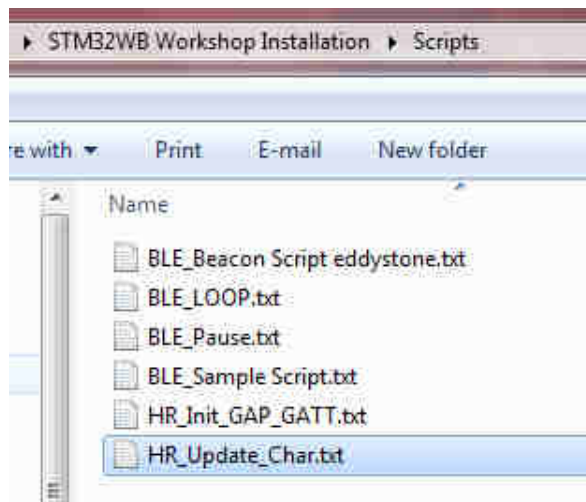 STM32WB Workshop Installation Scripts
re with Print E-mail New folder
Name
BLE_Beacon Script eddystone.txt
BLE_LOOP.txt
BLE_Pause.txt
BLE_Sample Script.txt
HR_Init_GAP_GATT.txt
HR_Update_Char.txt